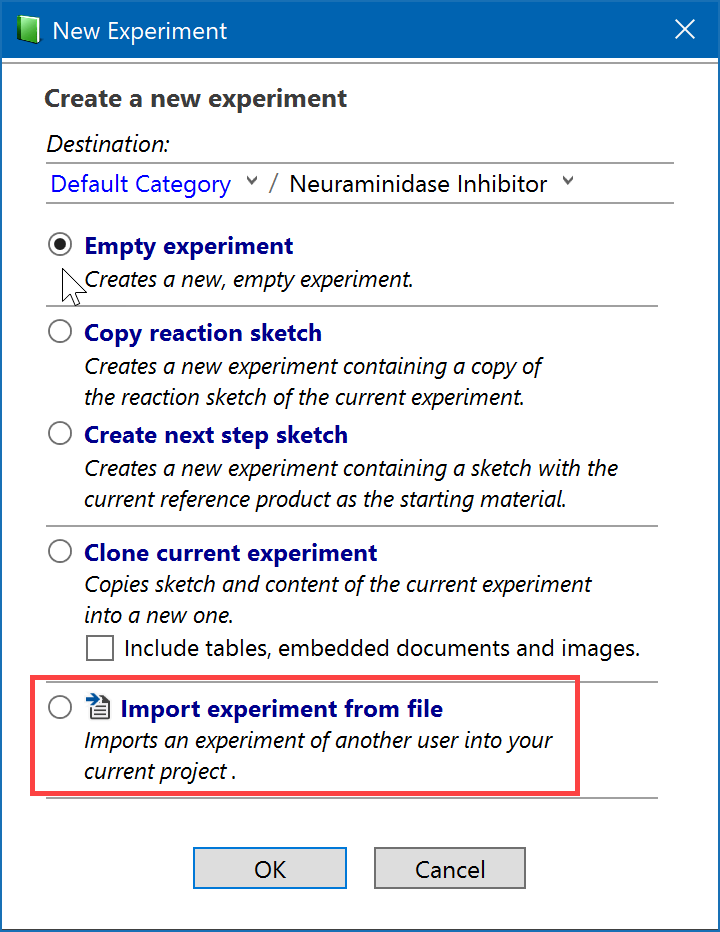 New Experiment
Create a new experiment
Destination:
Default Category / Neuraminidase Inhibitor
Empty experiment
Creates a new, empty experiment.
Copy reaction sketch
Creates a new experiment containing a copy of
the reaction sketch of the current experiment.
Create next step sketch
Creates a new experiment containing a sketch with the
current reference product as the starting material.
Clone current experiment
Copies sketch and content of the current experiment
into a new one.
Include tables, embedded documents and images.
Import experiment from file
Imports an experiment of another user into your
current project .
OK Cancel